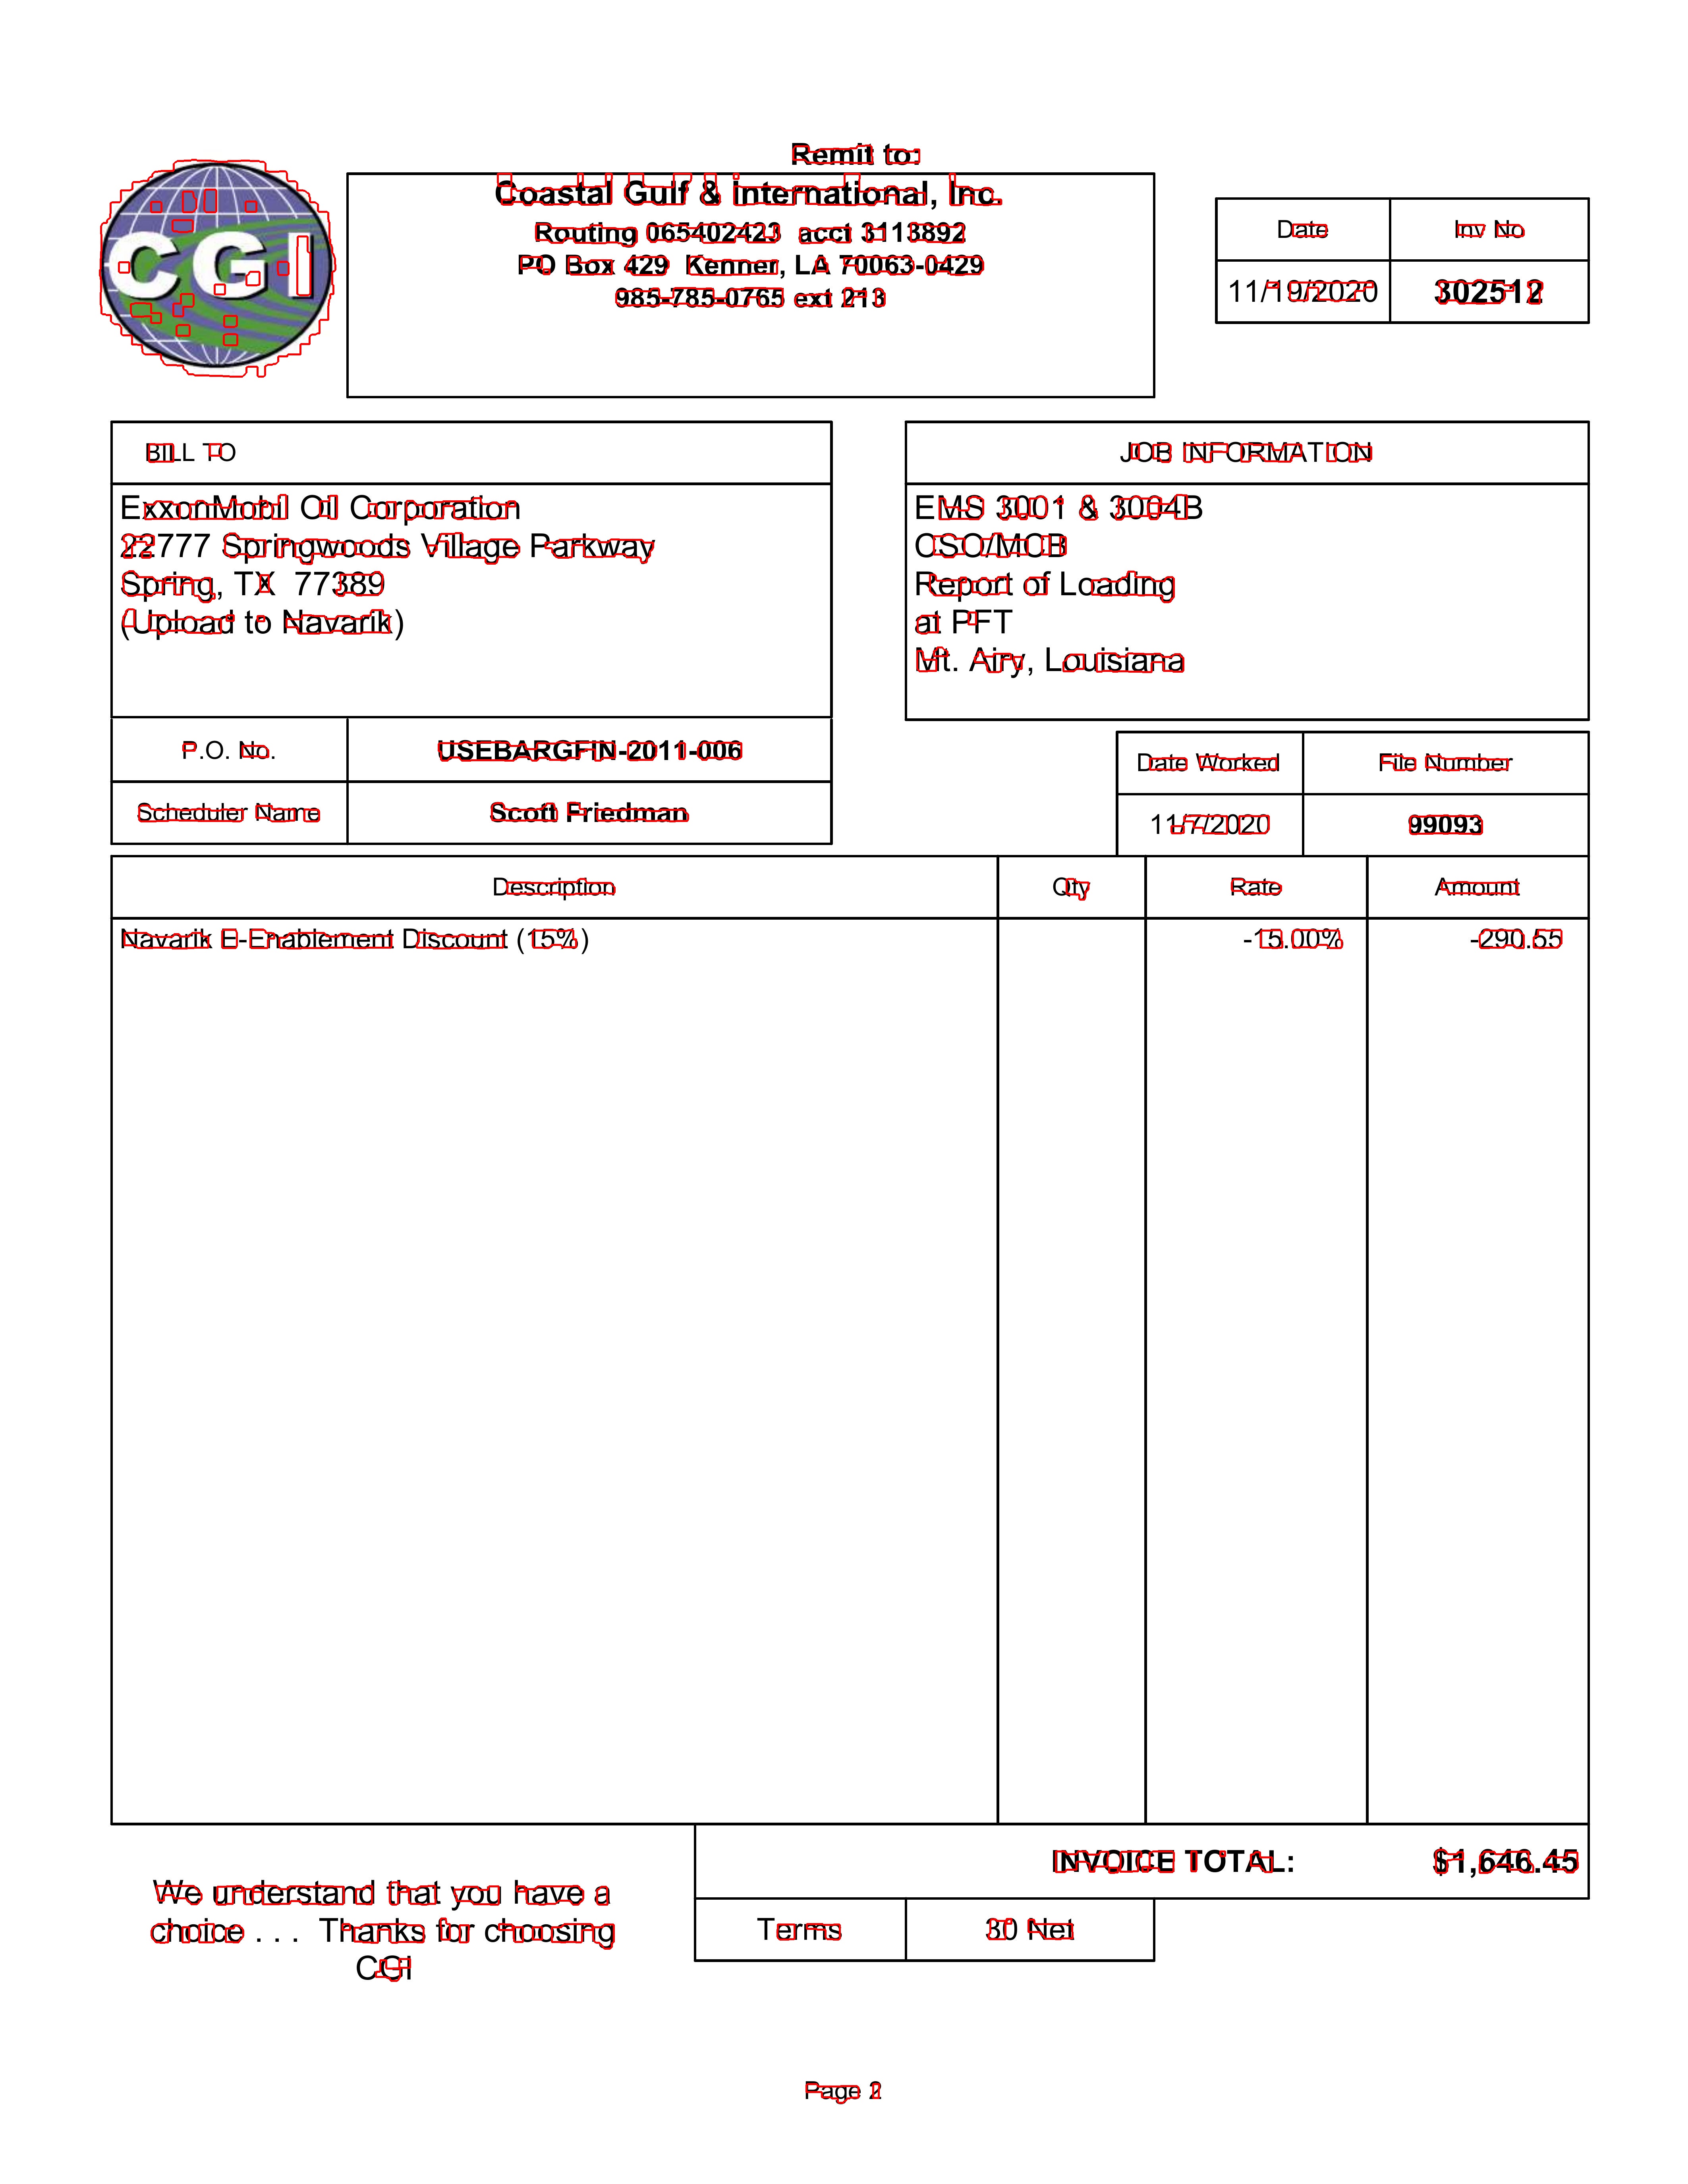 Remit to:
CGI
Coastal Gulf & International, Inc.
Routing 065402423  acct 3113892
PO Box 429  Kenner, LA 70063-0429
985-785-0765 ext 213
Date Inv No
11/19/2020 302512
BILL TO
ExxonMobil Oil Corporation
22777 Springwoods Village Parkway
Spring, TX  77389
(Upload to Navarik)
JOB INFORMATION
EMS 3001 & 3004B
CSO/MCB
Report of Loading
at PFT
Mt. Airy, Louisiana
P.O. No. USEBARGFIN-2011-006
Scheduler Name Scott Friedman
Date Worked File Number
11/7/2020 99093
Description Qty Rate Amount
Navarik E-Enablement Discount (15%) -15.00% -290.55
INVOICE TOTAL: $1,646.45
We understand that you have a
choice . . .  Thanks for choosing
CGI
Terms 30 Net
Page 2